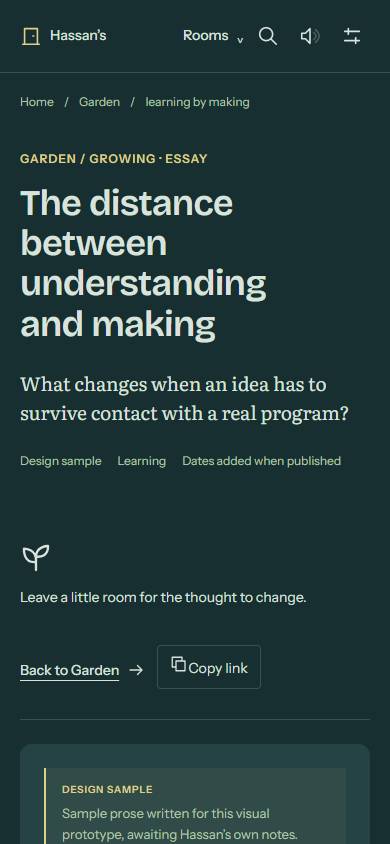 Hassan's
Rooms
Home / Garden / learning by making
GARDEN / GROWING · ESSAY
The distance
between
understanding
and making
What changes when an idea has to
survive contact with a real program?
Design sample Learning Dates added when published
Leave a little room for the thought to change.
Back to Garden → Copy link
DESIGN SAMPLE
Sample prose written for this visual
prototype, awaiting Hassan's own notes.